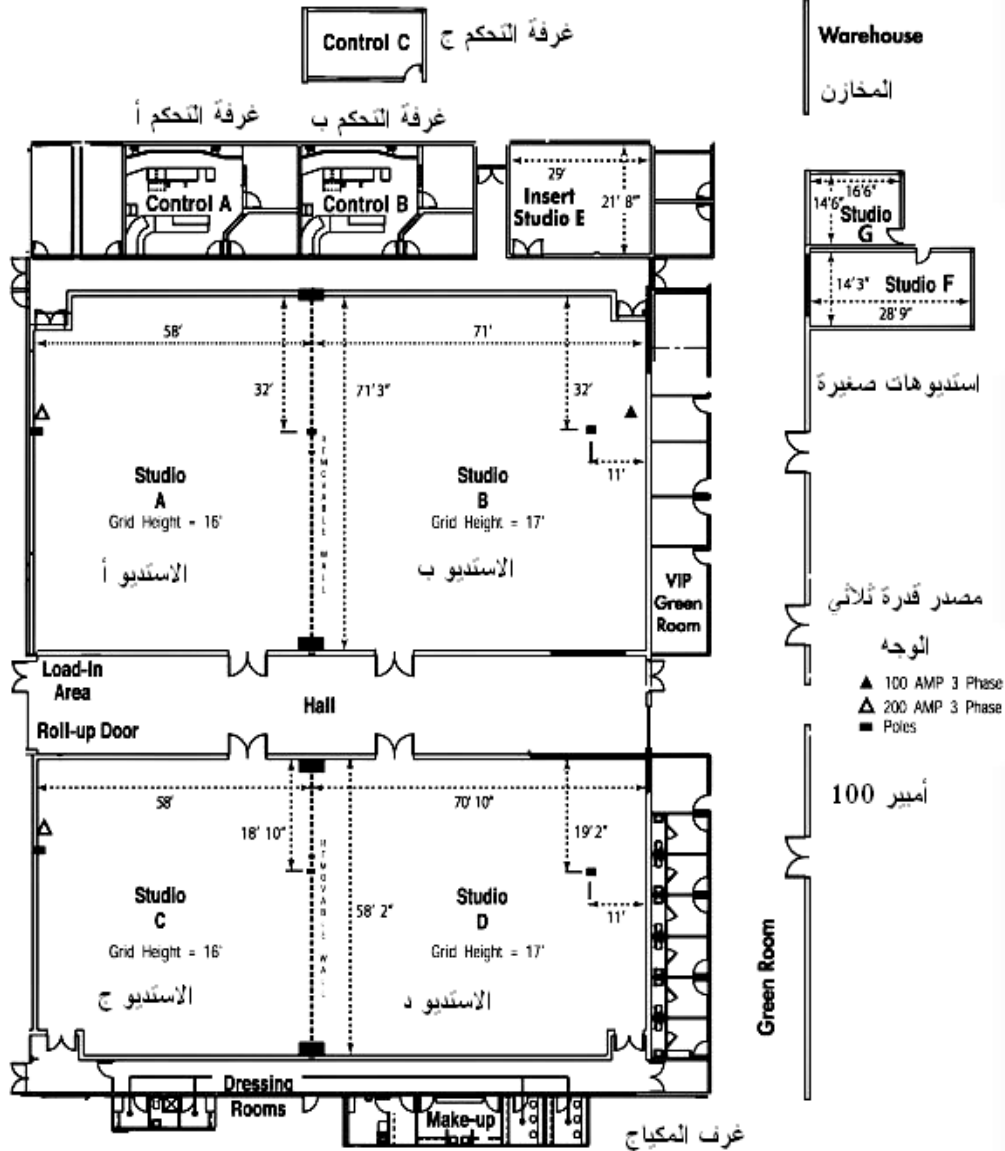 Control C
غرفة التحكم ج
Warehouse
المخازن
غرفة التحكم أ
غرفة التحكم ب
Control A
Control B
29'
Insert
Studio E
21' 8"
16'6"
14'6"
Studio
G
14'3"
Studio F
28'9"
استديوهات صغيرة
58'
71'
32'
71'3"
32'
11'
REMOVABLE WALL
Studio
A
Grid Height = 16'
الاستديو أ
Studio
B
Grid Height = 17'
الاستديو ب
VIP
Green
Room
مصدر قدرة ثلاثي
الوجه
100 AMP 3 Phase
200 AMP 3 Phase
Poles
أمبير 100
Load-In
Area
Hall
Roll-up Door
58'
70' 10"
18' 10"
19'2"
58' 2"
11'
REMOVABLE WALL
Studio
C
Grid Height = 16'
الاستديو ج
Studio
D
Grid Height = 17'
الاستديو د
Green Room
Dressing
Rooms
Make-up
غرف المكياج